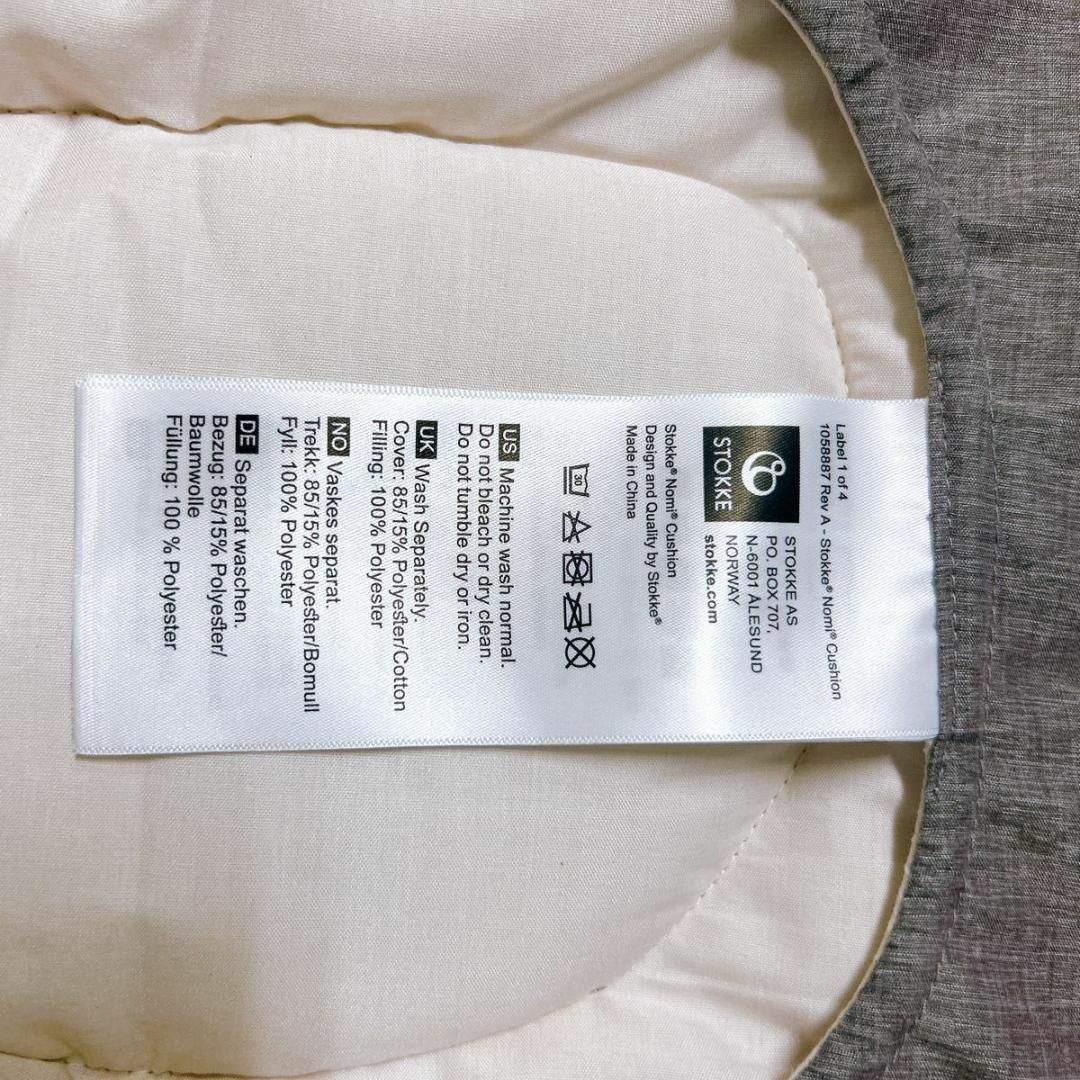 Label 1 of 4
1058887 Rev A - Stokke® Nomi® Cushion
STOKKE
STOKKE AS
PO. BOX 707,
N-6001 ÅLESUND
NORWAY
stokke.com
Stokke® Nomi® Cushion
Design and Quality by Stokke®
Made in China
30
US Machine wash normal.
Do not bleach or dry clean.
Do not tumble dry or iron.
UK Wash Separately.
Cover: 85/15% Polyester/Cotton
Filling: 100% Polyester
NO Vaskes separat.
Trekk: 85/15% Polyester/Bomull
Fyll: 100% Polyester
DE Separat waschen.
Bezug: 85/15% Polyester/
Baumwolle
Füllung: 100 % Polyester